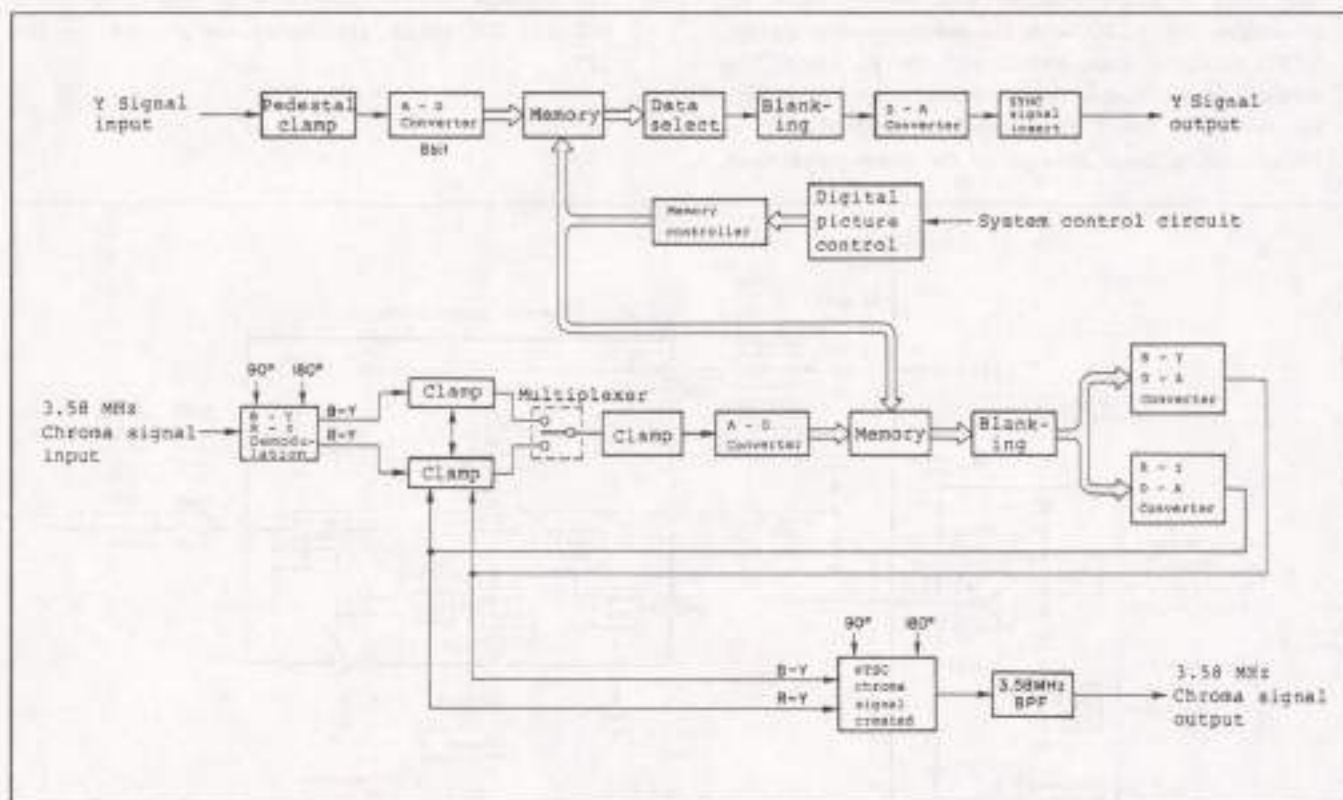 Y Signal
input
Pedestal
clamp
A - D
Converter
8bit
Memory
Data
select
Blank-
ing
D - A
Converter
SYNC
signal
insert
Y Signal
output
Memory
controller
Digital
picture
control
System control circuit
3.58 MHz
Chroma signal
input
90°
180°
B - Y
R - Y
Demodu-
lation
B-Y
B-Y
Clamp
Clamp
Multiplexer
Clamp
A - D
Converter
Memory
Blank-
ing
B - Y
D - A
Converter
R - Y
D - A
Converter
90°
180°
B-Y
R-Y
NTSC
chroma
signal
created
3.58MHz
BPF
3.58 MHz
Chroma signal
output